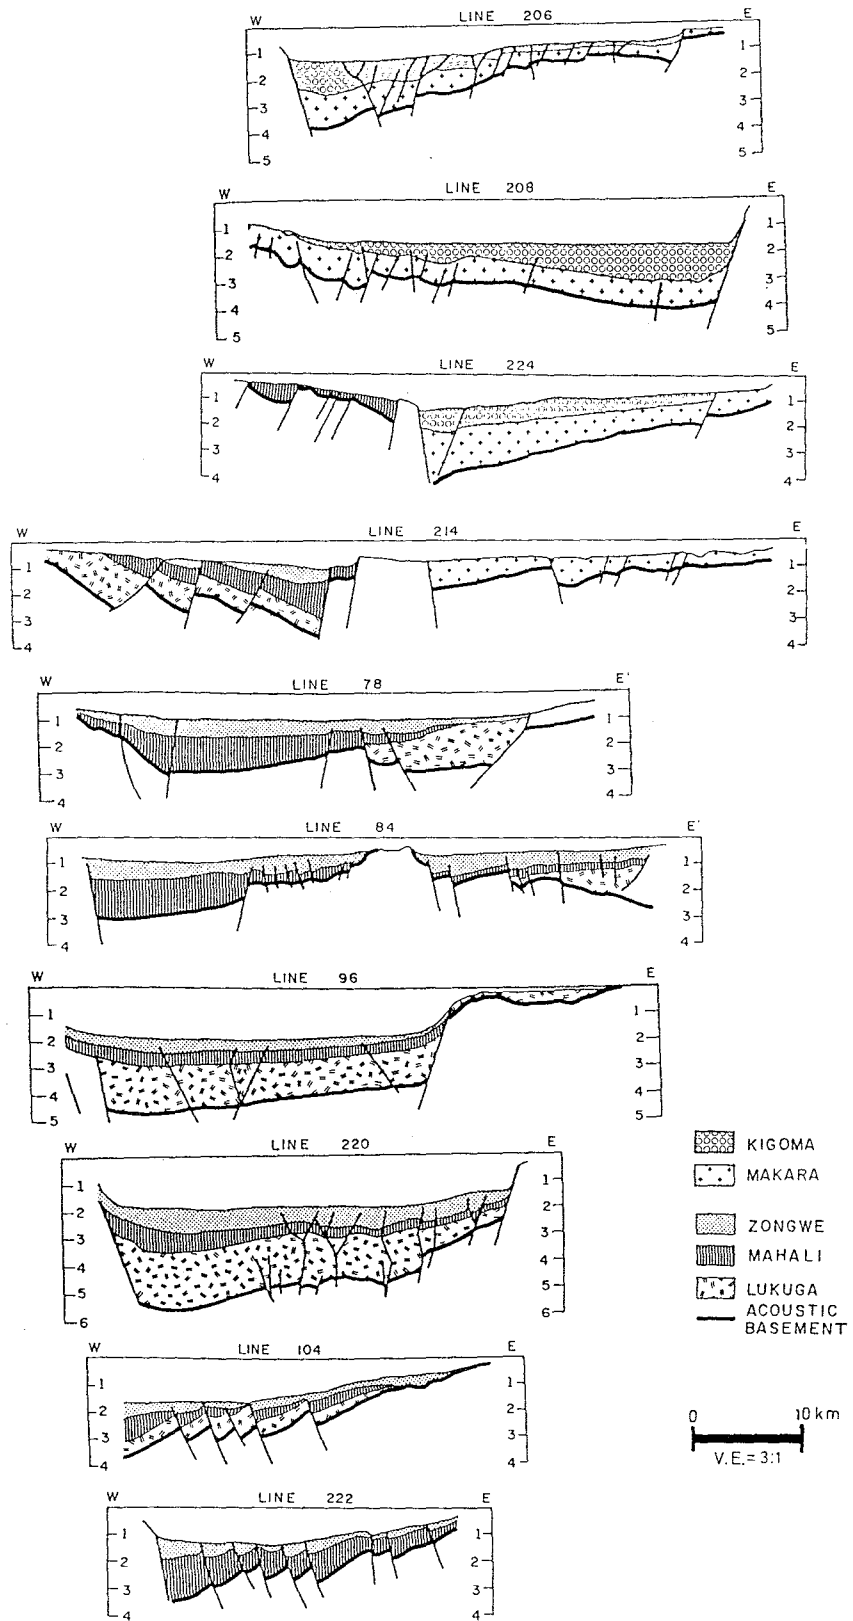 W LINE 206 E
1 1
2 2
3 3
4 4
5 5
W LINE 208 E
1 1
2 2
3 3
4 4
5 5
W LINE 224 E
1 1
2 2
3 3
4 4
W LINE 214 E
1 1
2 2
3 3
4 4
W LINE 78 E'
1 1
2 2
3 3
4 4
W LINE 84 E'
1 1
2 2
3 3
4 4
W LINE 96 E
1 1
2 2
3 3
4 4
5 5
W LINE 220 E
1 1
2 2
3 3
4 4
5 5
6 6
W LINE 104 E
1 1
2 2
3 3
4 4
W LINE 222 E
1 1
2 2
3 3
4 4
KIGOMA
MAKARA
ZONGWE
MAHALI
LUKUGA
ACOUSTIC
BASEMENT
0 10 km
V.E.= 3:1